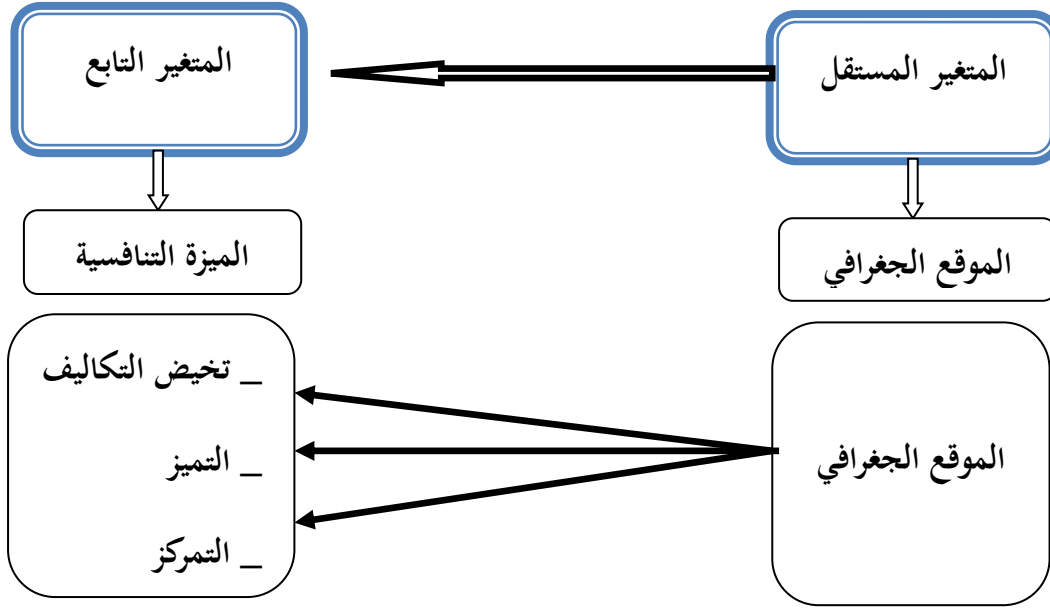 المتغير المستقل
المتغير التابع
الموقع الجغرافي
الميزة التنافسية
الموقع الجغرافي
_ تخيض التكاليف
_ التميز
_ التمركز